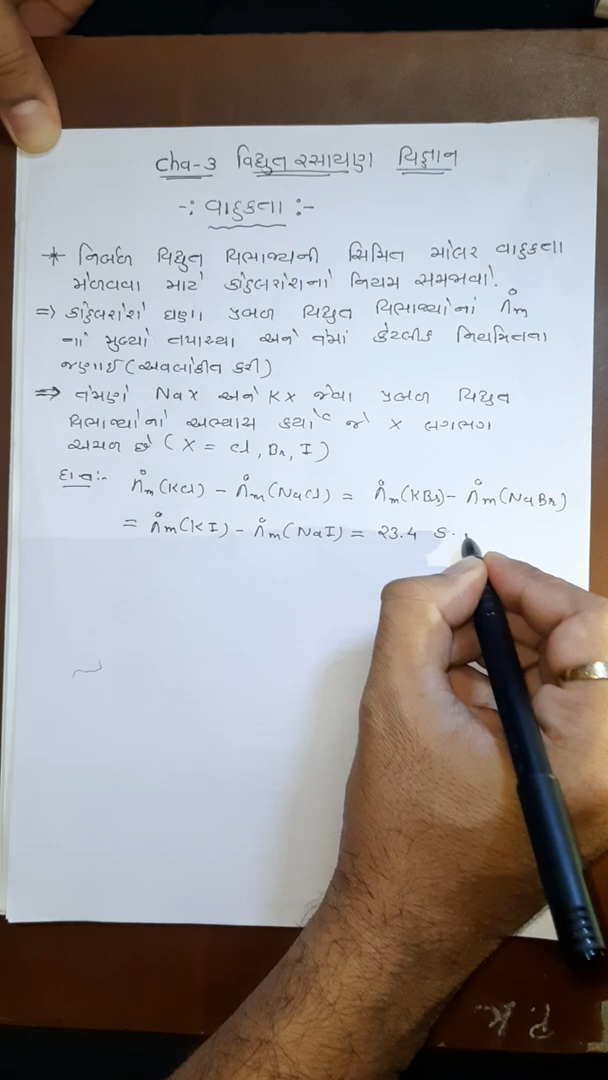 Cha-3 વિદ્યુત રસાયણ વિજ્ઞાન
-: વાહકતા :-
* નિર્બળ વિદ્યુત વિભાજ્યની સિમિત મોલર વાહકતા
મેળવવા માટે કોહલરાશનો નિયમ સમજાવો.
=> કોહલરાશે ઘણા પ્રબળ વિદ્યુત વિભાજ્યોનાં Λ̊m
નાં મુલ્યો તપાસ્યા અને તેમાં કેટલીક નિયમિતતા
જણાઈ (અવલોકીત કરી)
=> તેમણે NaX અને KX જેવા પ્રબળ વિદ્યુત
વિભાજ્યોનો અભ્યાસ કર્યો કે જો X લગભગ
અચળ છે (X = Cl, Br, I)
દા.ત:- Λ̊m(KCl) - Λ̊m(NaCl) = Λ̊m(KBr) - Λ̊m(NaBr)
= Λ̊m(KI) - Λ̊m(NaI) = 23.4 S.
P.K.